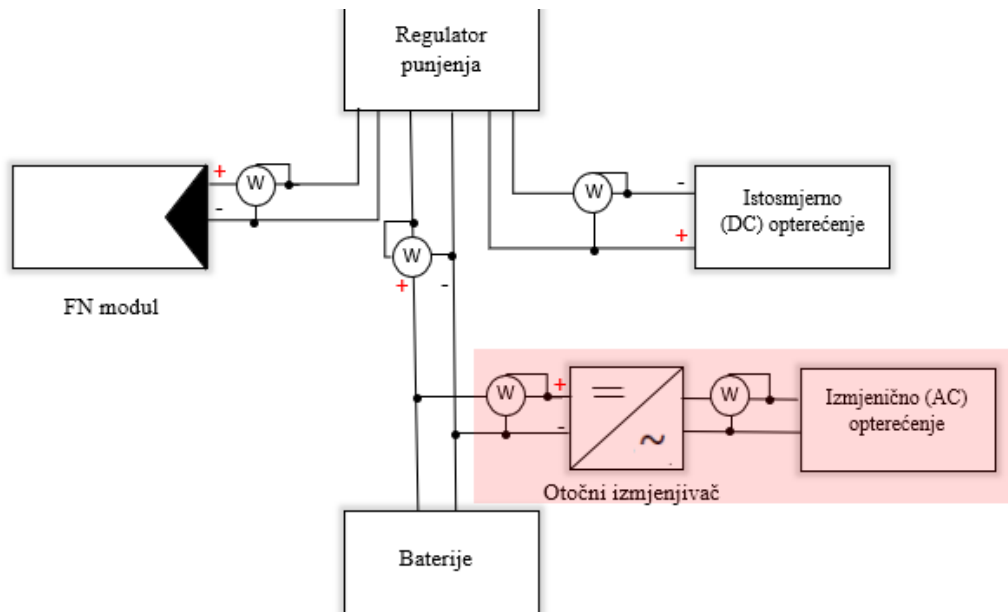 Regulator
punjenja
+
W
-
FN modul
W
-
+
Istosmjerno
(DC) opterećenje
W
+
-
W
+
-
=
~
Otočni izmjenjivač
W
Izmjenično (AC)
opterećenje
Baterije